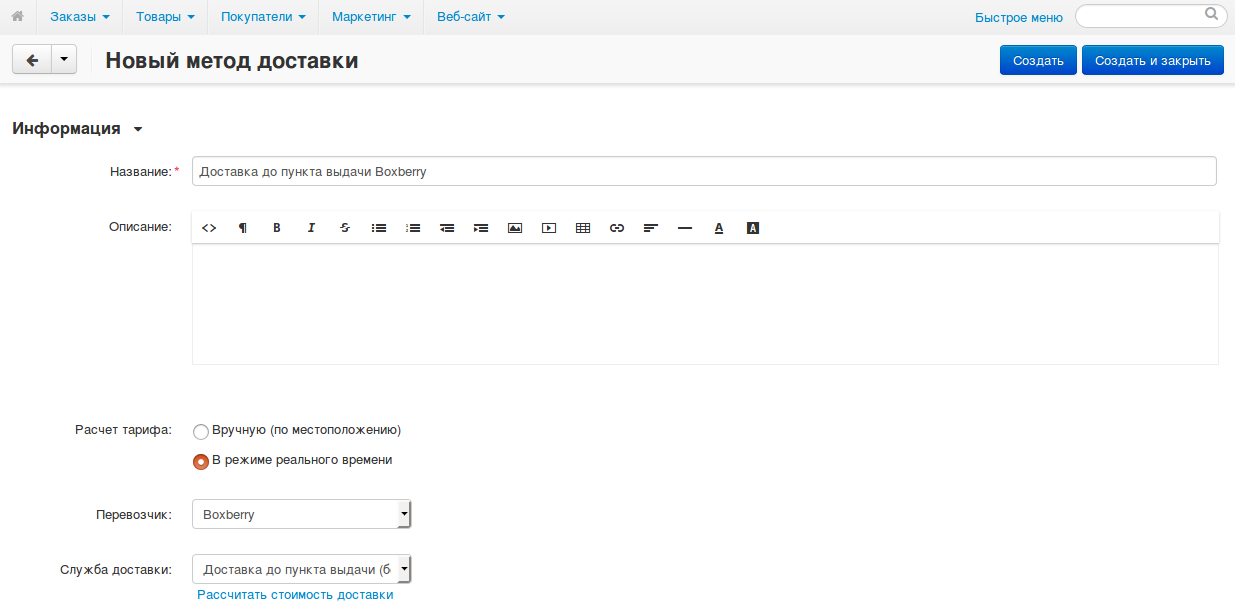 Заказы Товары Покупатели Маркетинг Веб-сайт Быстрое меню
Новый метод доставки Создать Создать и закрыть
Информация
Название:* Доставка до пункта выдачи Boxberry
Описание:
Расчет тарифа: Вручную (по местоположению)
В режиме реального времени
Перевозчик: Boxberry
Служба доставки: Доставка до пункта выдачи (б
Рассчитать стоимость доставки